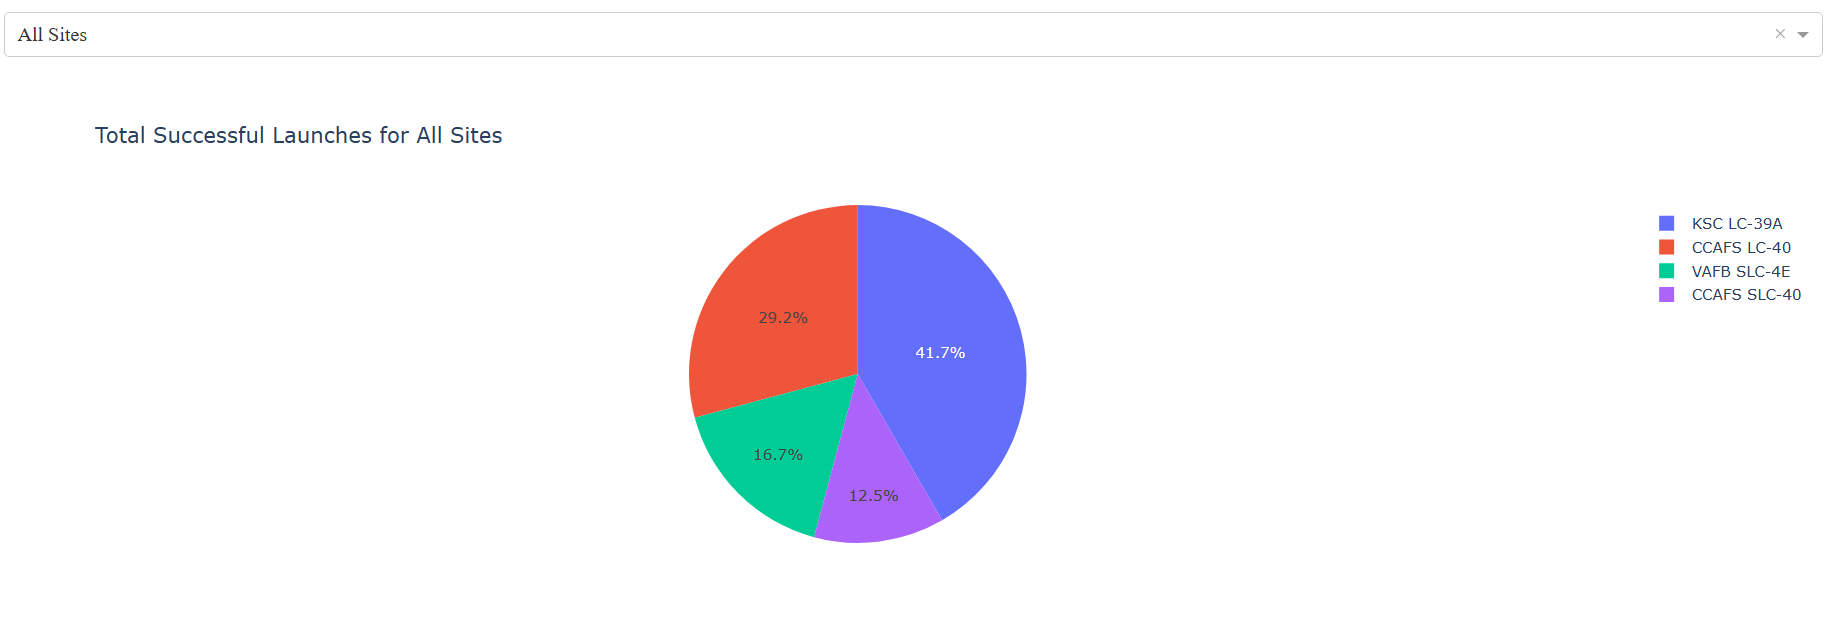 All Sites
Total Successful Launches for All Sites
KSC LC-39A
CCAFS LC-40
VAFB SLC-4E
CCAFS SLC-40
29.2%
41.7%
16.7%
12.5%